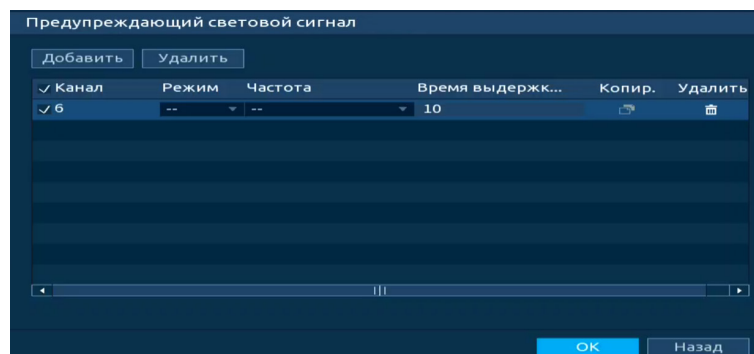 Предупреждающий световой сигнал
Добавить Удалить
Канал Режим Частота Время выдержк... Копир. Удалить
6 -- -- 10
OK Назад